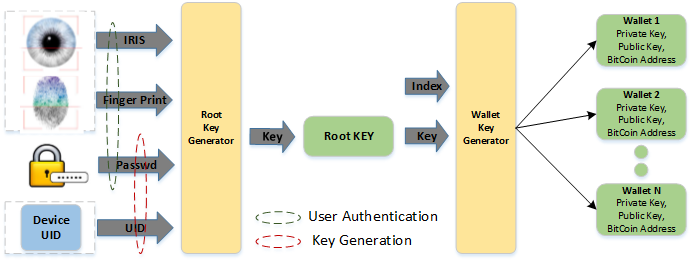 IRIS
Finger Print
Passwd
Device
UID
UID
Root
Key
Generator
Key
Root KEY
Index
Key
Wallet
Key
Generator
Wallet 1
Private Key,
Public Key,
BitCoin Address
Wallet 2
Private Key,
Public Key,
BitCoin Address
Wallet N
Private Key,
Public Key,
BitCoin Address
User Authentication
Key Generation